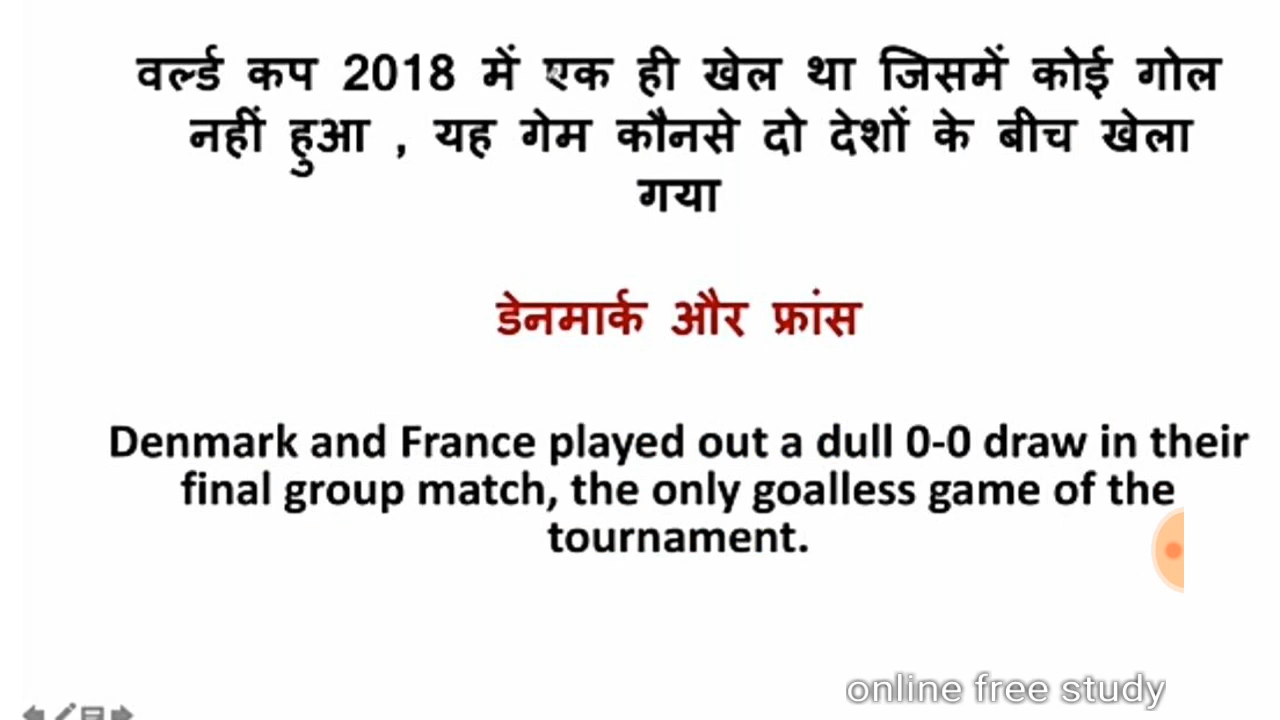 वर्ल्ड कप 2018 में एक ही खेल था जिसमें कोई गोल
नहीं हुआ , यह गेम कौनसे दो देशों के बीच खेला
गया
डेनमार्क और फ्रांस
Denmark and France played out a dull 0-0 draw in their
final group match, the only goalless game of the
tournament.
online free study